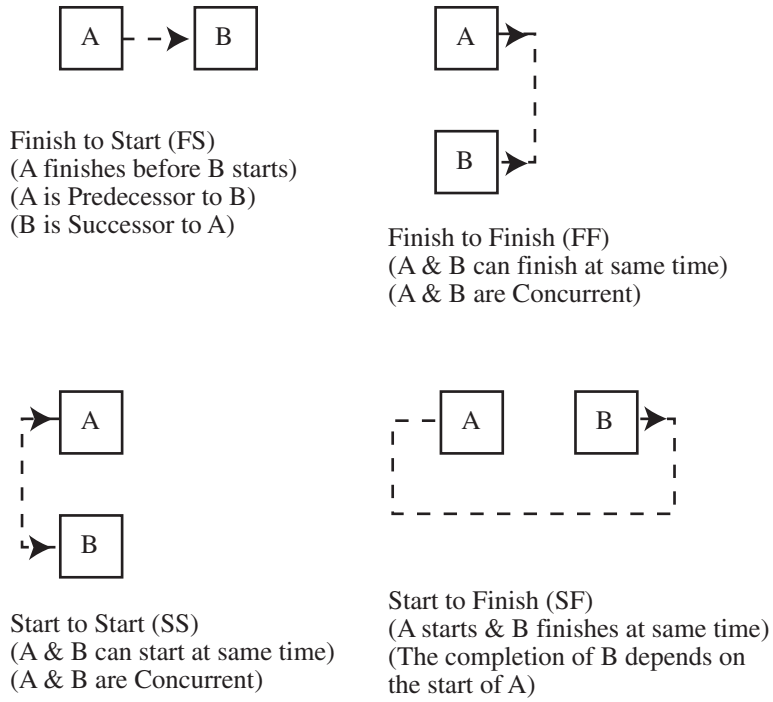 A
B
Finish to Start (FS)
(A finishes before B starts)
(A is Predecessor to B)
(B is Successor to A)
A
B
Finish to Finish (FF)
(A & B can finish at same time)
(A & B are Concurrent)
A
B
Start to Start (SS)
(A & B can start at same time)
(A & B are Concurrent)
A
B
Start to Finish (SF)
(A starts & B finishes at same time)
(The completion of B depends on
the start of A)